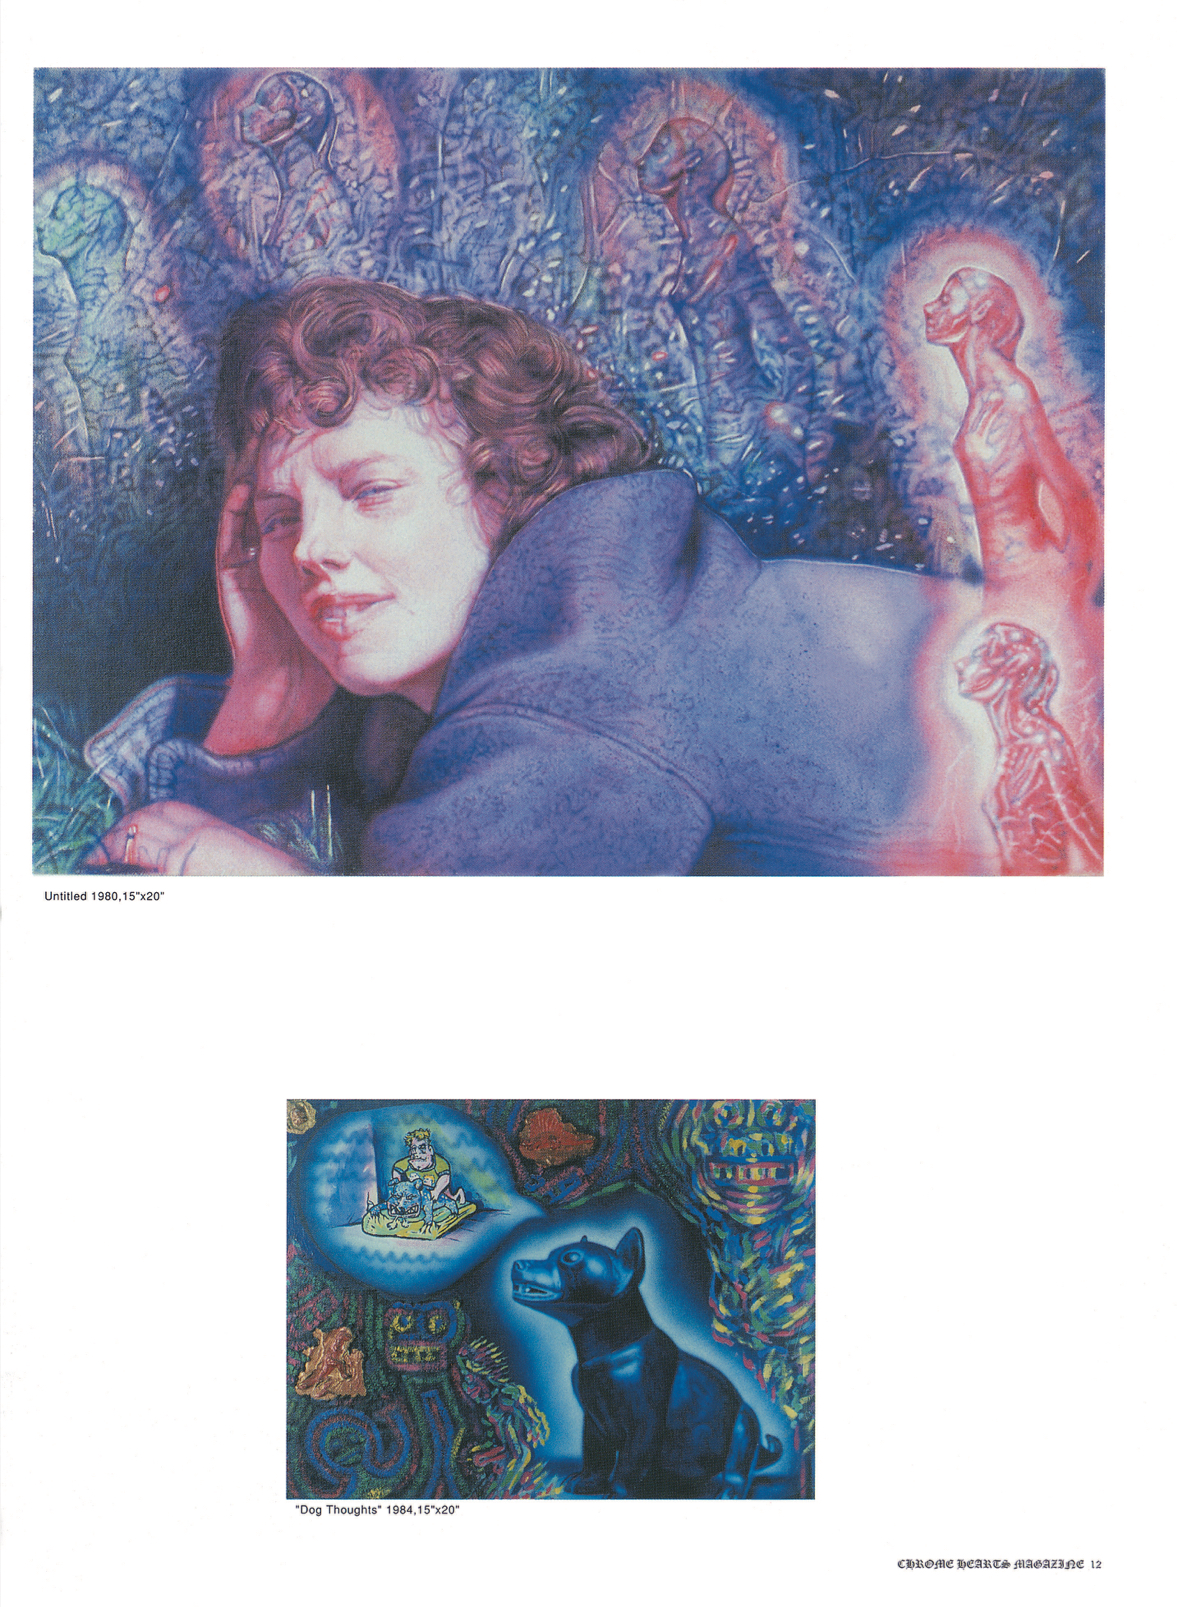 Untitled 1980,15"x20"
"Dog Thoughts" 1984,15"x20"
CHROME HEARTS MAGAZINE 12